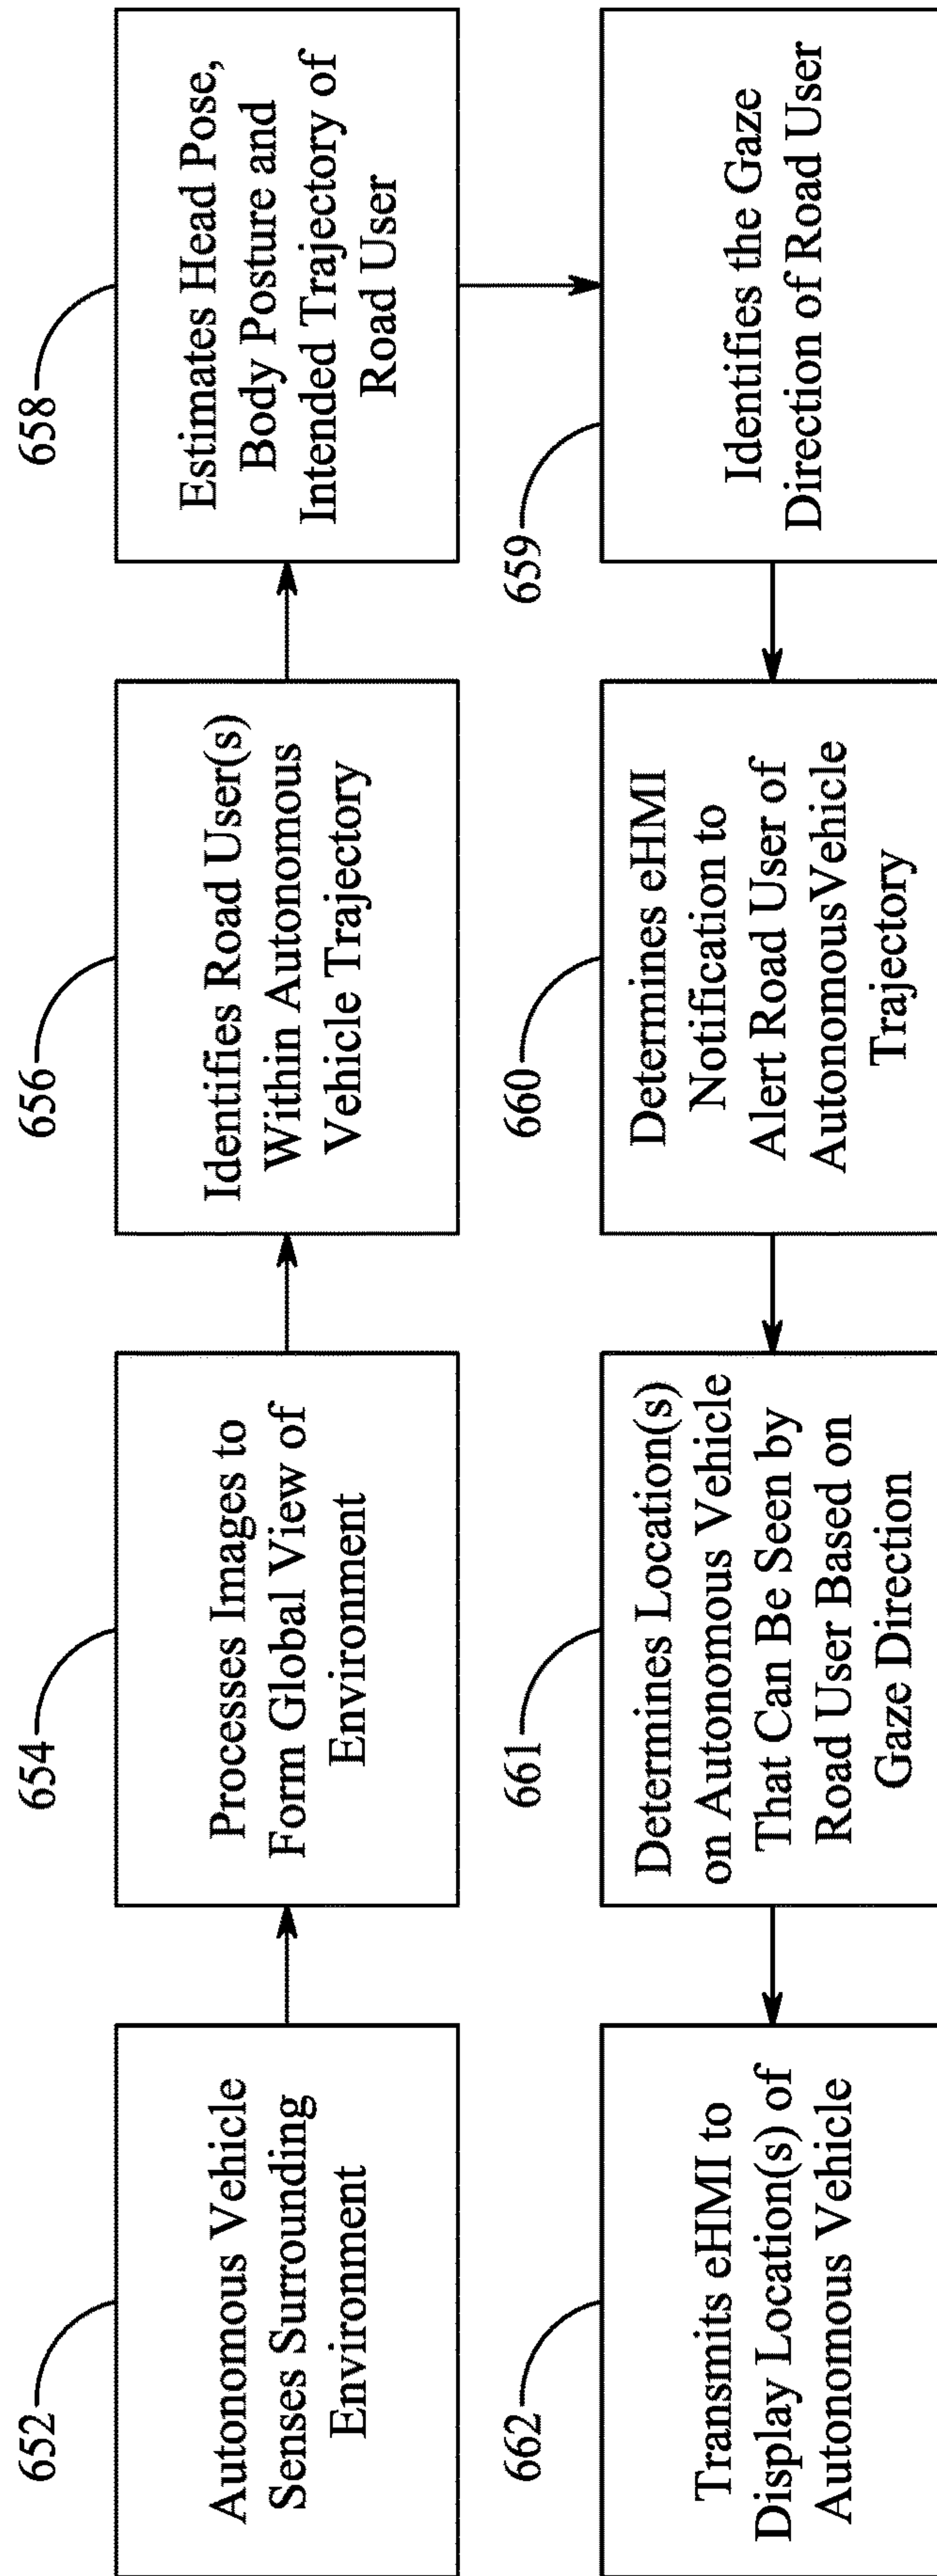 652
Autonomous Vehicle
Senses Surrounding
Environment
654
Processes Images to
Form Global View of
Environment
656
Identifies Road User(s)
Within Autonomous
Vehicle Trajectory
658
Estimates Head Pose,
Body Posture and
Intended Trajectory of
Road User
659
Identifies the Gaze
Direction of Road User
660
Determines eHMI
Notification to
Alert Road User of
AutonomousVehicle
Trajectory
661
Determines Location(s)
on Autonomous Vehicle
That Can Be Seen by
Road User Based on
Gaze Direction
662
Transmits eHMI to
Display Location(s) of
Autonomous Vehicle